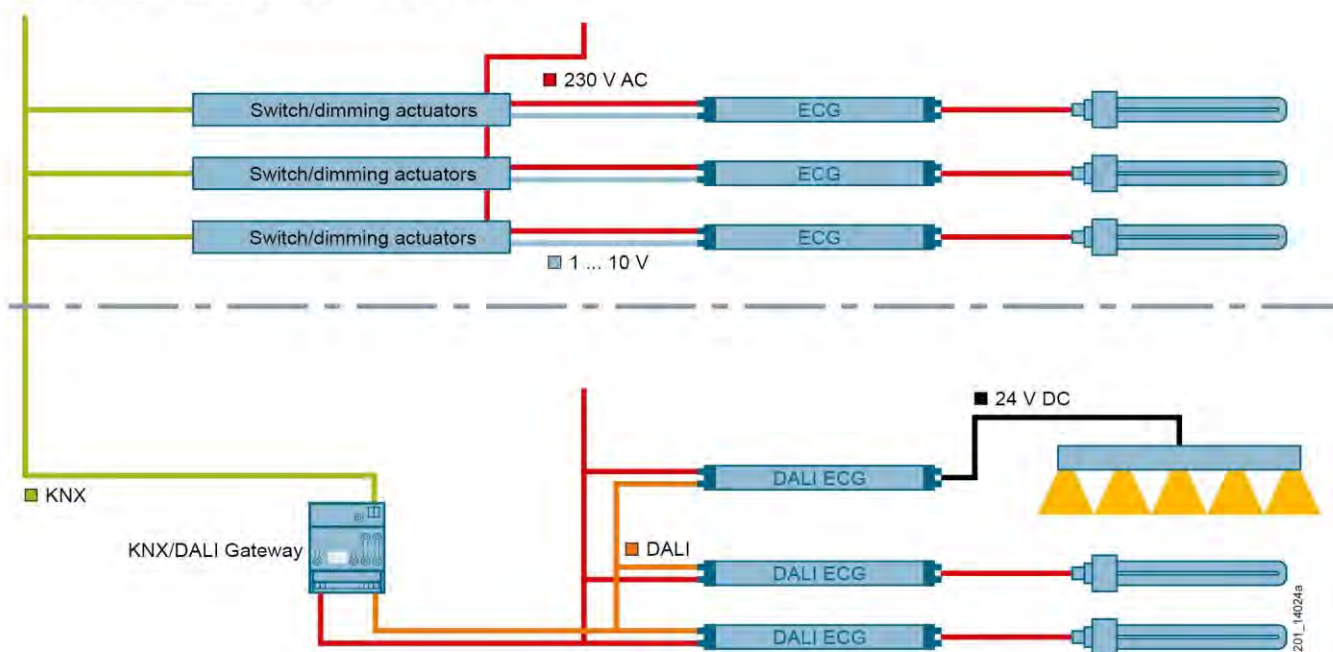 230 V AC
Switch/dimming actuators
ECG
Switch/dimming actuators
ECG
Switch/dimming actuators
ECG
1 ... 10 V
24 V DC
DALI ECG
KNX
KNX/DALI Gateway
DALI
DALI ECG
DALI ECG
201_14024a